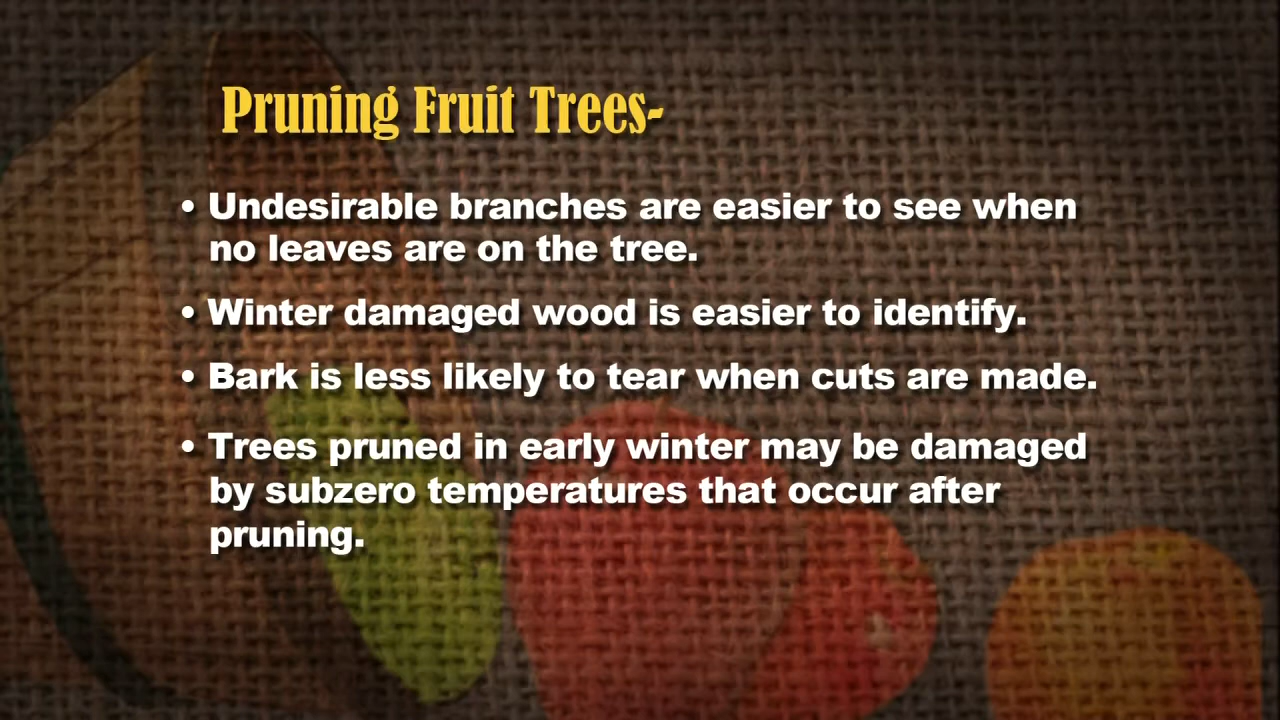 Pruning Fruit Trees-
• Undesirable branches are easier to see when
no leaves are on the tree.
• Winter damaged wood is easier to identify.
• Bark is less likely to tear when cuts are made.
• Trees pruned in early winter may be damaged
by subzero temperatures that occur after
pruning.